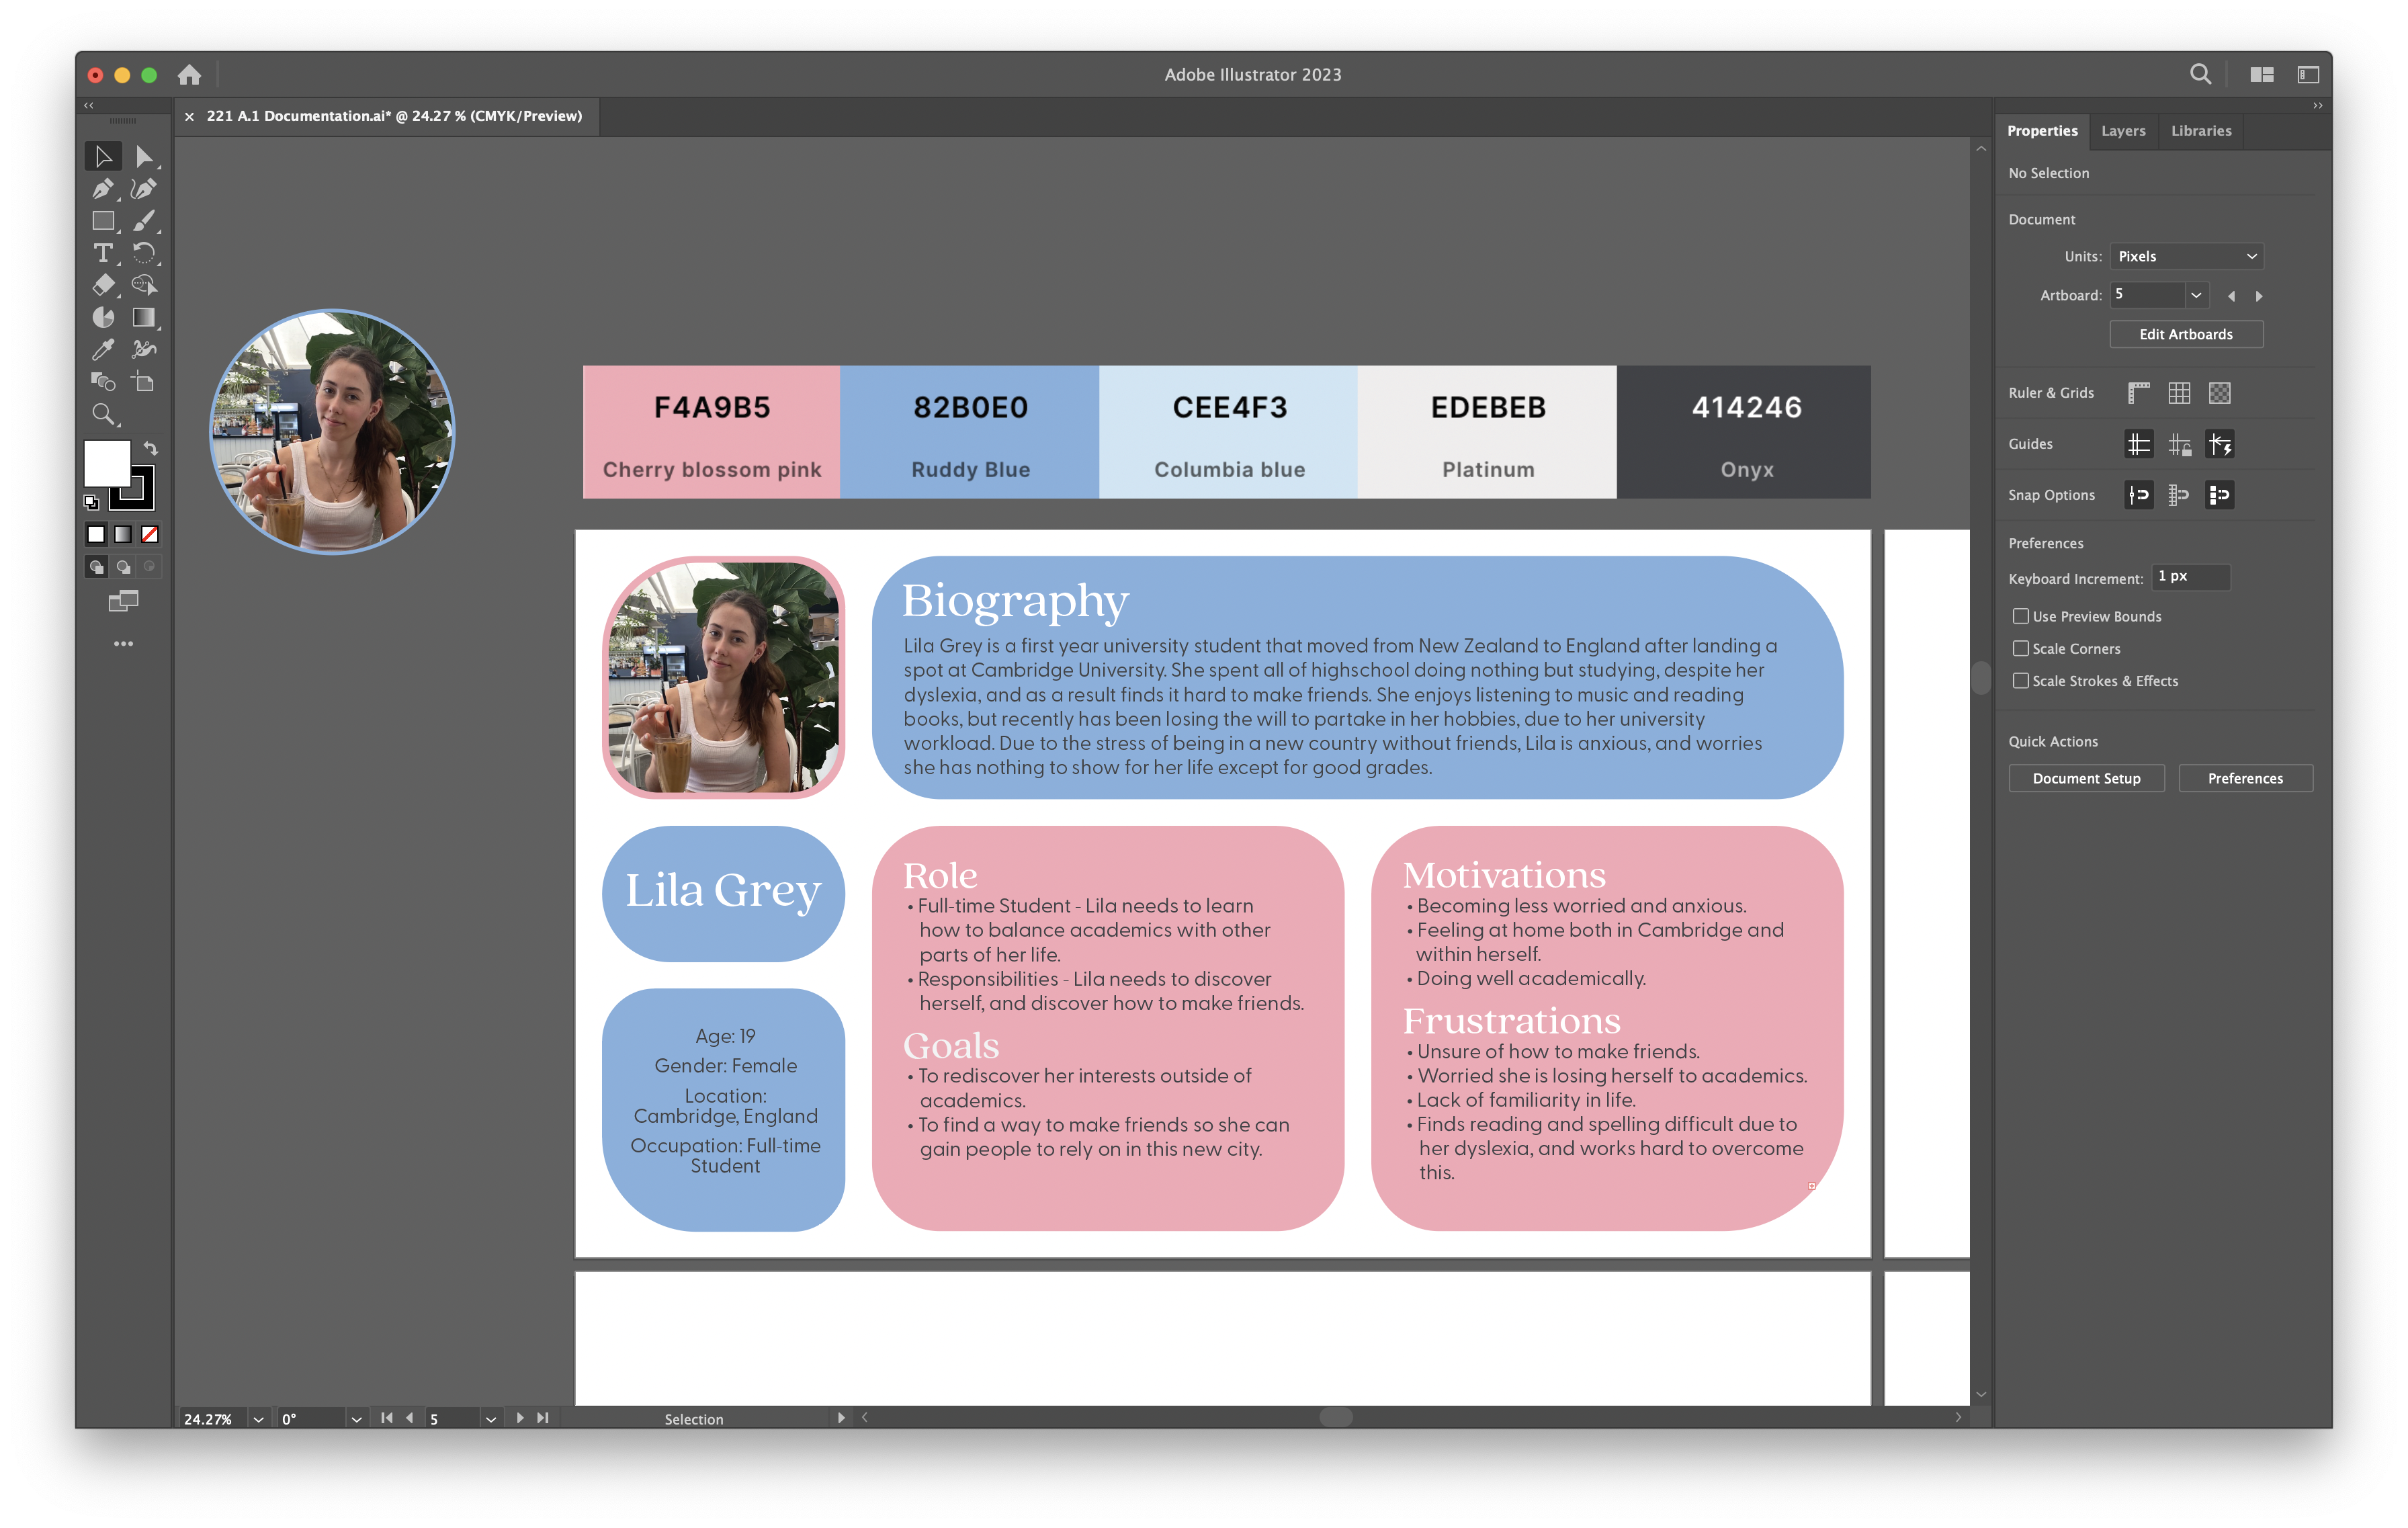 Adobe Illustrator 2023
221 A.1 Documentation.ai* @ 24.27 % (CMYK/Preview)
Properties
Layers
Libraries
No Selection
Document
Units:
Pixels
Artboard:
5
Edit Artboards
Ruler & Grids
Guides
Snap Options
Preferences
Keyboard Increment:
1 px
Use Preview Bounds
Scale Corners
Scale Strokes & Effects
Quick Actions
Document Setup
Preferences
F4A9B5
Cherry blossom pink
82B0E0
Ruddy Blue
CEE4F3
Columbia blue
EDEBEB
Platinum
414246
Onyx
Biography
Lila Grey is a first year university student that moved from New Zealand to England after landing a
spot at Cambridge University. She spent all of highschool doing nothing but studying, despite her
dyslexia, and as a result finds it hard to make friends. She enjoys listening to music and reading
books, but recently has been losing the will to partake in her hobbies, due to her university
workload. Due to the stress of being in a new country without friends, Lila is anxious, and worries
she has nothing to show for her life except for good grades.
Lila Grey
Age: 19
Gender: Female
Location:
Cambridge, England
Occupation: Full-time
Student
Role
• Full-time Student - Lila needs to learn
how to balance academics with other
parts of her life.
• Responsibilities - Lila needs to discover
herself, and discover how to make friends.
Goals
• To rediscover her interests outside of
academics.
• To find a way to make friends so she can
gain people to rely on in this new city.
Motivations
• Becoming less worried and anxious.
• Feeling at home both in Cambridge and
within herself.
• Doing well academically.
Frustrations
• Unsure of how to make friends.
• Worried she is losing herself to academics.
• Lack of familiarity in life.
• Finds reading and spelling difficult due to
her dyslexia, and works hard to overcome
this.
24.27%
0°
5
Selection